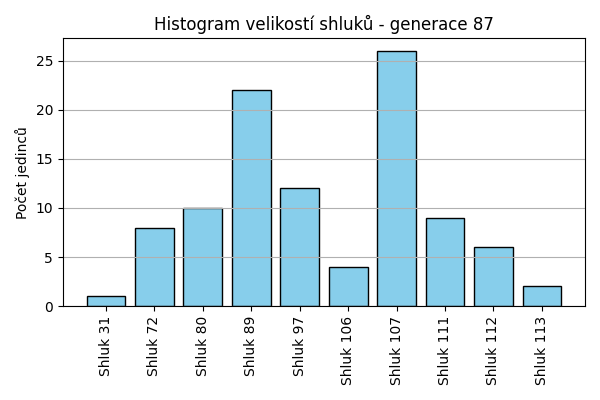 Histogram velikostí shluků - generace 87
Počet jedinců
25
20
15
10
5
0
Shluk 31
Shluk 72
Shluk 80
Shluk 89
Shluk 97
Shluk 106
Shluk 107
Shluk 111
Shluk 112
Shluk 113